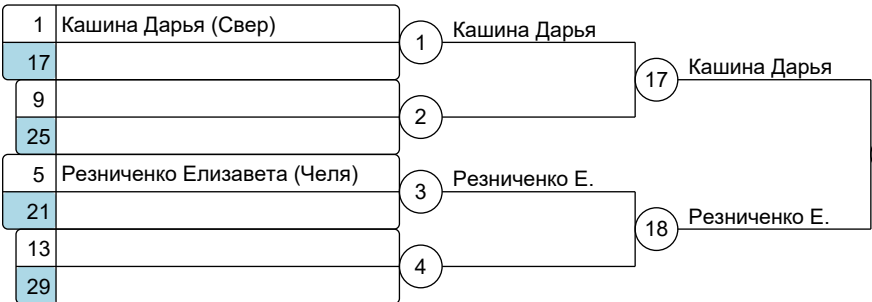 1 Кашина Дарья (Свер)
1 Кашина Дарья
17
17 Кашина Дарья
9
2
25
5 Резниченко Елизавета (Челя)
3 Резниченко Е.
21
18 Резниченко Е.
13
4
29